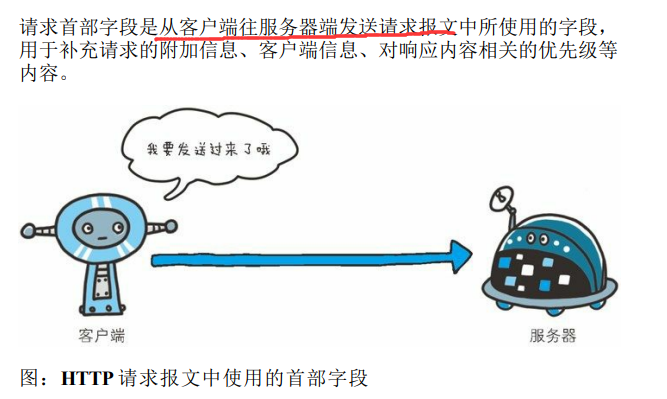 请求首部字段是从客户端往服务器端发送请求报文中所使用的字段，
用于补充请求的附加信息、客户端信息、对响应内容相关的优先级等
内容。
我要发送过来了哦
客户端
服务器
图：HTTP 请求报文中使用的首部字段